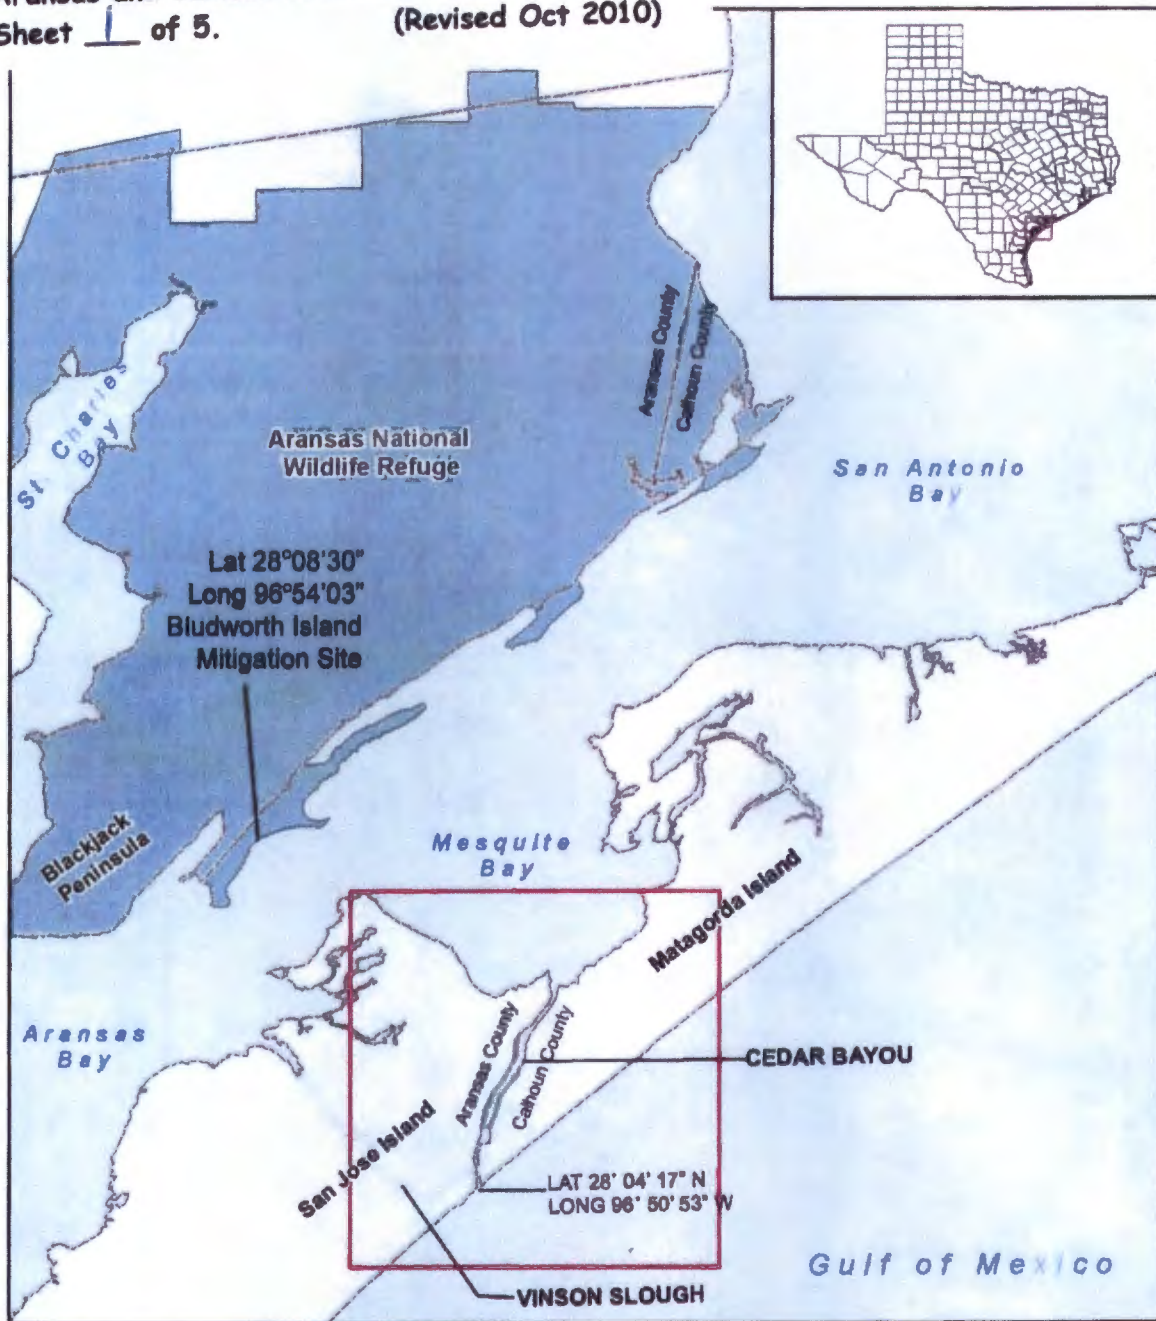 Sheet 1 of 5.
(Revised Oct 2010)
Aransas County
Calhoun County
St. Charles
Bay
Aransas National
Wildlife Refuge
San Antonio
Bay
Lat 28°08'30"
Long 96°54'03"
Bludworth Island
Mitigation Site
Blackjack
Peninsula
Mesquite
Bay
Matagorda Island
Aransas
Bay
Aransas County
Calhoun County
CEDAR BAYOU
San Jose Island
LAT 28° 04' 17" N
LONG 96° 50' 53" W
Gulf of Mexico
VINSON SLOUGH